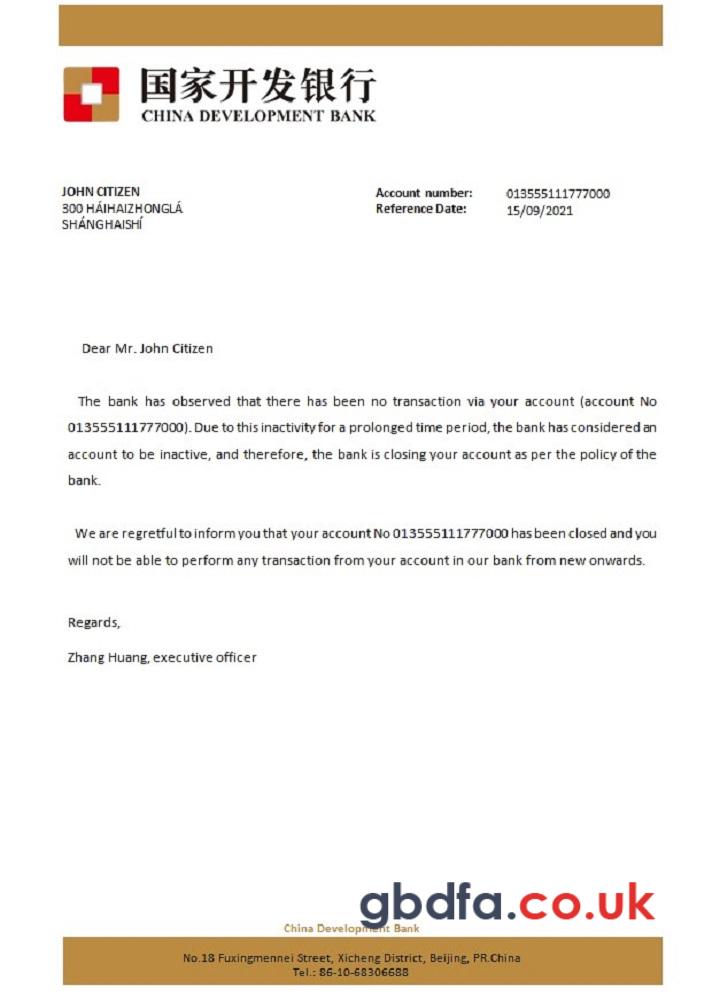 国家开发银行
CHINA DEVELOPMENT BANK
JOHN CITIZEN
300 HÁIHAIZHONGLÁ
SHÁNGHAISHÍ
Account number: 013555111777000
Reference Date: 15/09/2021
Dear Mr. John Citizen
The bank has observed that there has been no transaction via your account (account No
013555111777000). Due to this inactivity for a prolonged time period, the bank has considered an
account to be inactive, and therefore, the bank is closing your account as per the policy of the
bank.
We are regretful to inform you that your account No 013555111777000 has been closed and you
will not be able to perform any transaction from your account in our bank from new onwards.
Regards,
Zhang Huang, executive officer
gbdfa.co.uk
China Development Bank
No.18 Fuxingmennei Street, Xicheng District, Beijing, PR.China
Tel.: 86-10-68306688